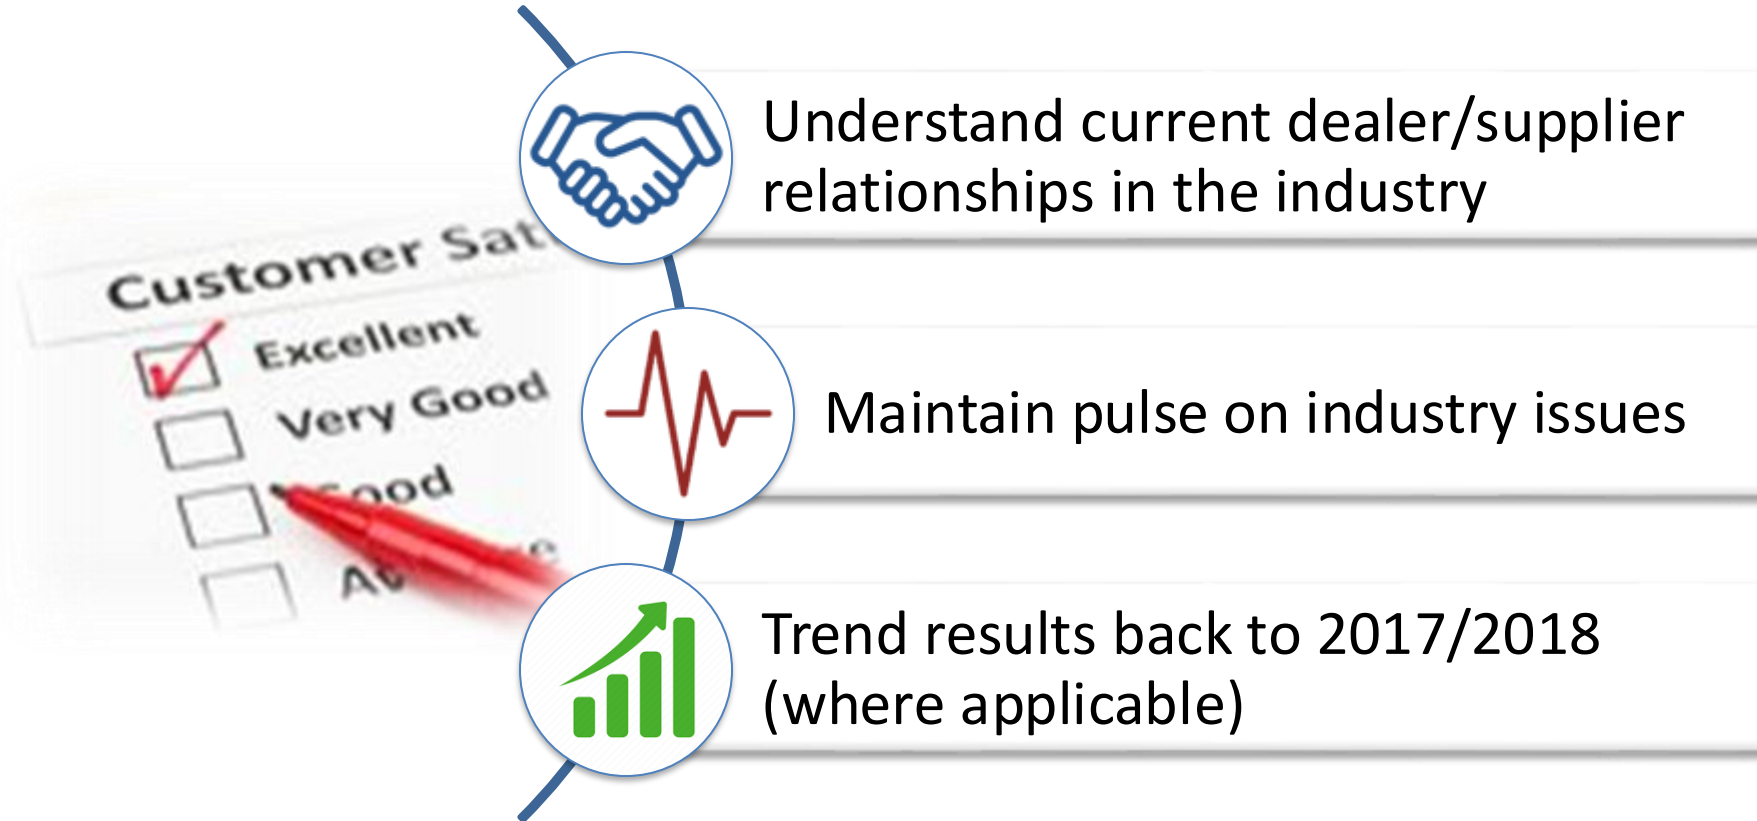 Understand current dealer/supplier
relationships in the industry
Maintain pulse on industry issues
Trend results back to 2017/2018
(where applicable)
Customer
Excellent
Very Good